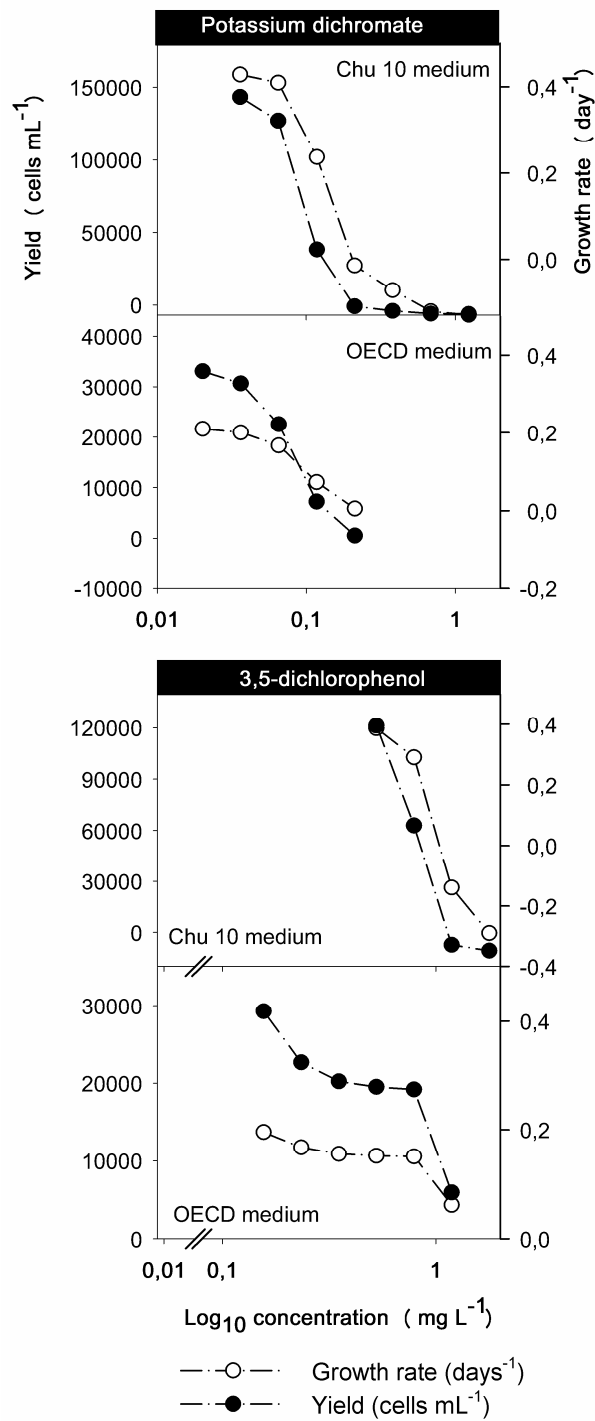 Potassium dichromate
Chu 10 medium
Yield ( cells mL-1)
Growth rate ( day-1)
150000
100000
50000
0
0,4
0,2
0,0
OECD medium
40000
30000
20000
10000
0
-10000
0,4
0,2
0,0
-0,2
0,01 0,1 1
3,5-dichlorophenol
120000
90000
60000
30000
0
0,4
0,2
0,0
-0,2
-0,4
Chu 10 medium
30000
20000
10000
0
0,4
0,2
0,0
OECD medium
0,01 0,1 1
Log10 concentration ( mg L-1)
Growth rate (days-1)
Yield (cells mL-1)